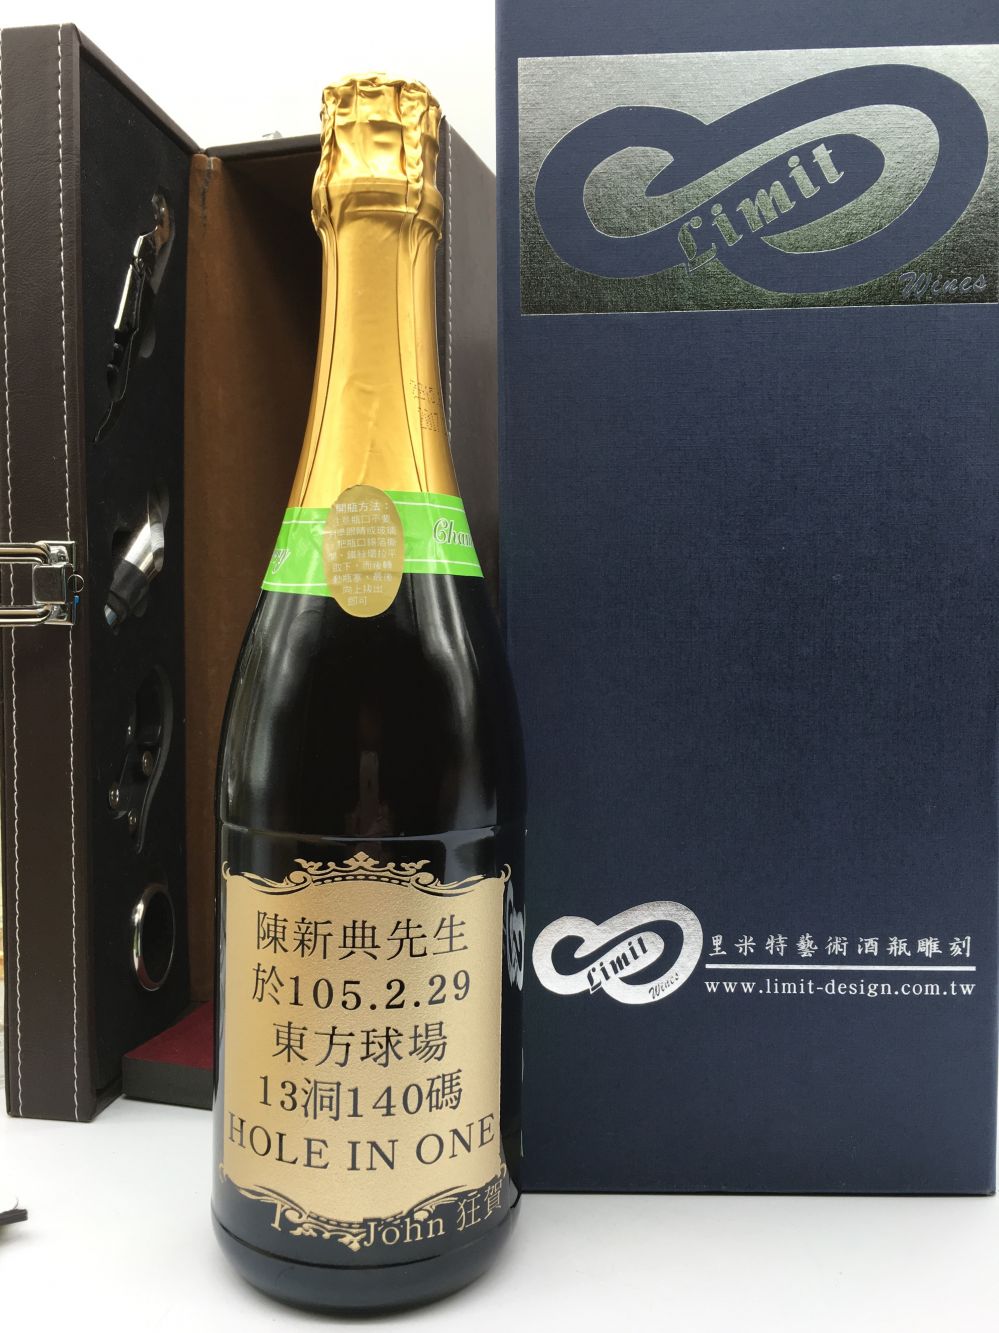 Limit
Wines
開瓶方法：
Chan
陳新典先生
於105.2.29
東方球場
13洞140碼
HOLE IN ONE
John 狂賀
Limit
Wines
里米特藝術酒瓶雕刻
www.limit-design.com.tw